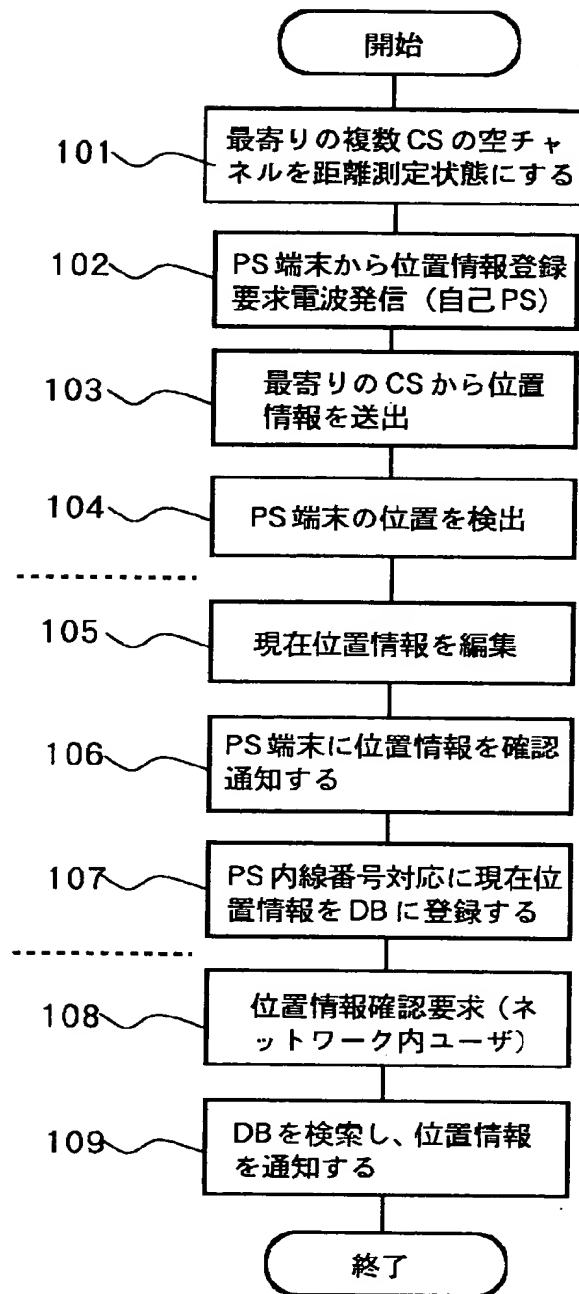 開始
101
最寄りの複数CSの空チャ
ネルを距離測定状態にする
102
PS端末から位置情報登録
要求電波発信（自己PS）
103
最寄りのCSから位置
情報を送出
104
PS端末の位置を検出
105
現在位置情報を編集
106
PS端末に位置情報を確認
通知する
107
PS内線番号対応に現在位
置情報をDBに登録する
108
位置情報確認要求（ネ
ットワーク内ユーザ）
109
DBを検索し、位置情報
を通知する
終了